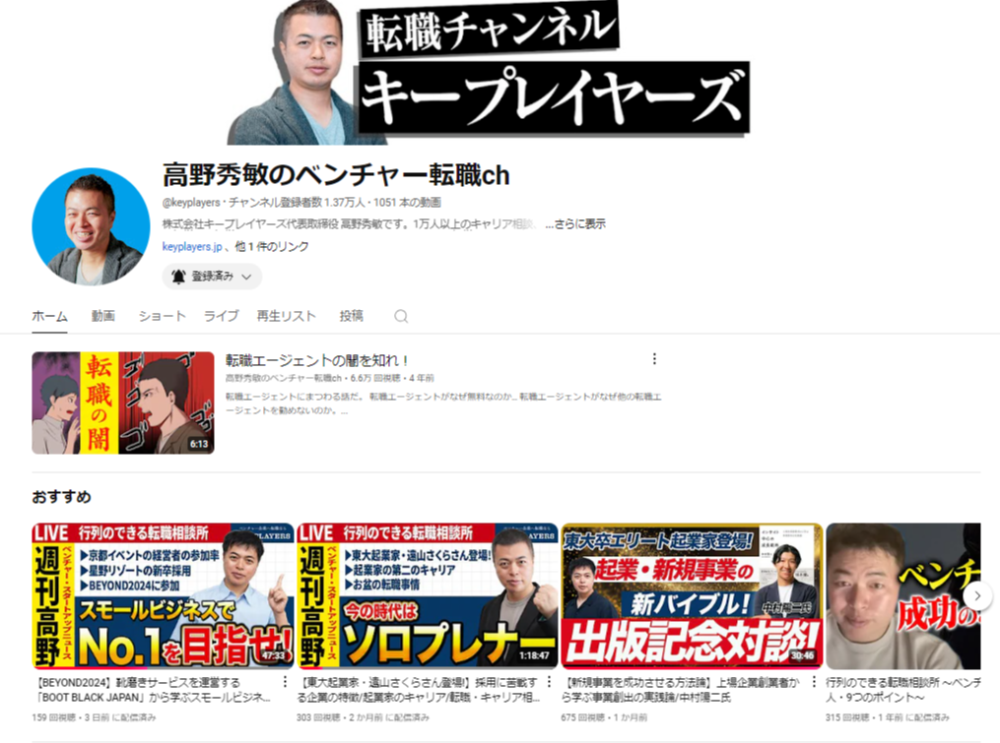 転職チャンネル
キープレイヤーズ
高野秀敏のベンチャー転職ch
@keyplayers・チャンネル登録者数 1.37万人・1051 本の動画
株式会社キープレイヤーズ代表取締役 高野秀敏です。1万人以上のキャリア相談、 ...さらに表示
keyplayers.jp 、他 1 件のリンク
登録済み
ホーム 動画 ショート ライブ 再生リスト 投稿
転職の闇
ゴゴゴ
ゴゴ
6:13
転職エージェントの闇を知れ！
高野秀敏のベンチャー転職ch・6.6万 回視聴・4 年前
転職エージェントにまつわる話だ。 転職エージェントがなぜ無料なのか... 転職エージェントがなぜ他の転職エ
ージェントを勧めないのか。...
おすすめ
LIVE 行列のできる転職相談所
週刊高野
ベンチャー・スタートアップニュース
▶京都イベントの経営者の参加率
▶星野リゾートの新卒採用
▶BEYOND2024に参加
スモールビジネスで
No.1を目指せ!
47:33
【BEYOND2024】靴磨きサービスを運営する
「BOOT BLACK JAPAN」から学ぶスモールビジネ...
159 回視聴・3 日前 に配信済み
LIVE 行列のできる転職相談所
KEYPLAYERS
週刊高野
ベンチャー・スタートアップニュース
▶東大起業家・遠山さくらさん登場!
▶起業家の第二のキャリア
▶お盆の転職事情
今の時代は
ソロプレナー
1:18:47
【東大起業家・遠山さくらさん登場!】採用に苦戦す
る企業の特徴/起業家のキャリア/転職・キャリア相...
303 回視聴・2 か月前 に配信済み
東大卒エリート起業家登場!
起業・新規事業の
新バイブル!
中村陽二氏
出版記念対談!
30:46
【新規事業を成功させる方法論】上場企業創業者か
ら学ぶ事業創出の実践論/中村陽二氏
675 回視聴・1 か月前
ベンチ
成功の
行列のできる転職相談所 〜ベンチ
人・9つのポイント〜
315 回視聴・1 年前 に配信済み